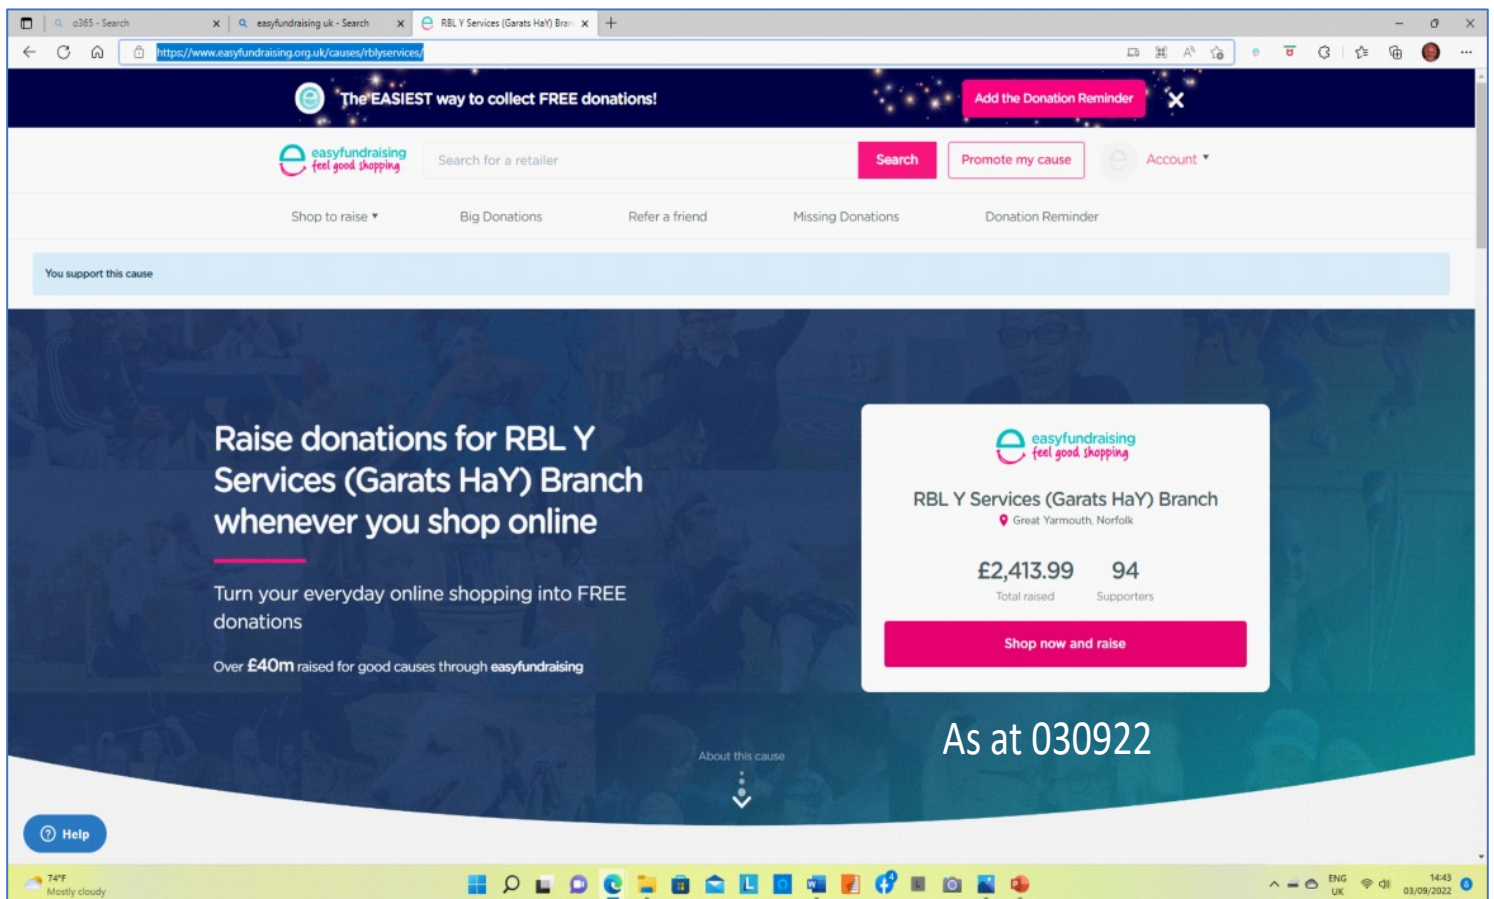 o365 - Search
easyfundraising uk - Search
RBL Y Services (Garats HaY) Bran
https://www.easyfundraising.org.uk/causes/rblyservices/
The EASIEST way to collect FREE donations!
Add the Donation Reminder
easyfundraising
feel good shopping
Search for a retailer
Search
Promote my cause
Account
Shop to raise
Big Donations
Refer a friend
Missing Donations
Donation Reminder
You support this cause
Raise donations for RBL Y
Services (Garats HaY) Branch
whenever you shop online
Turn your everyday online shopping into FREE
donations
Over £40m raised for good causes through easyfundraising
easyfundraising
feel good shopping
RBL Y Services (Garats HaY) Branch
Great Yarmouth, Norfolk
£2,413.99 94
Total raised Supporters
Shop now and raise
As at 030922
About this cause
Help
74°F
Mostly cloudy
ENG
UK
14:43
03/09/2022